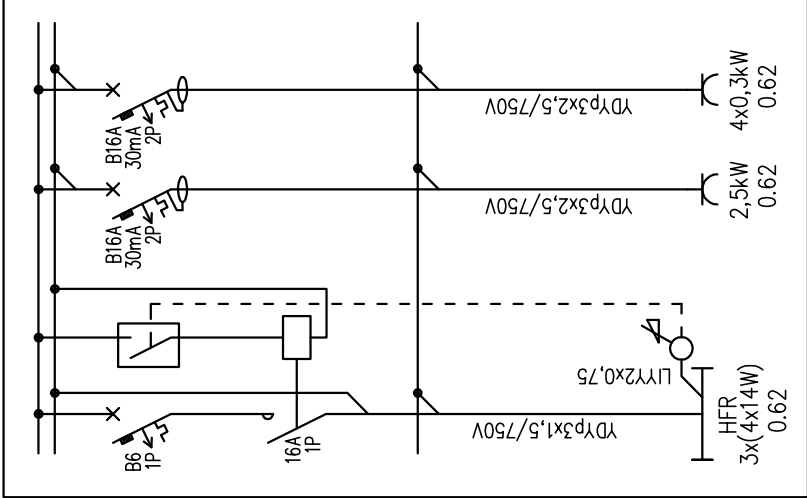 B16A
30mA
2P
YDYp3x2,5/750V
4x0,3kW
0.62
B16A
30mA
2P
YDYp3x2,5/750V
2,5kW
0.62
LIYY2x0,75
B6
1P
16A
1P
YDYp3x1,5/750V
HFR
3x(4x14W)
0.62